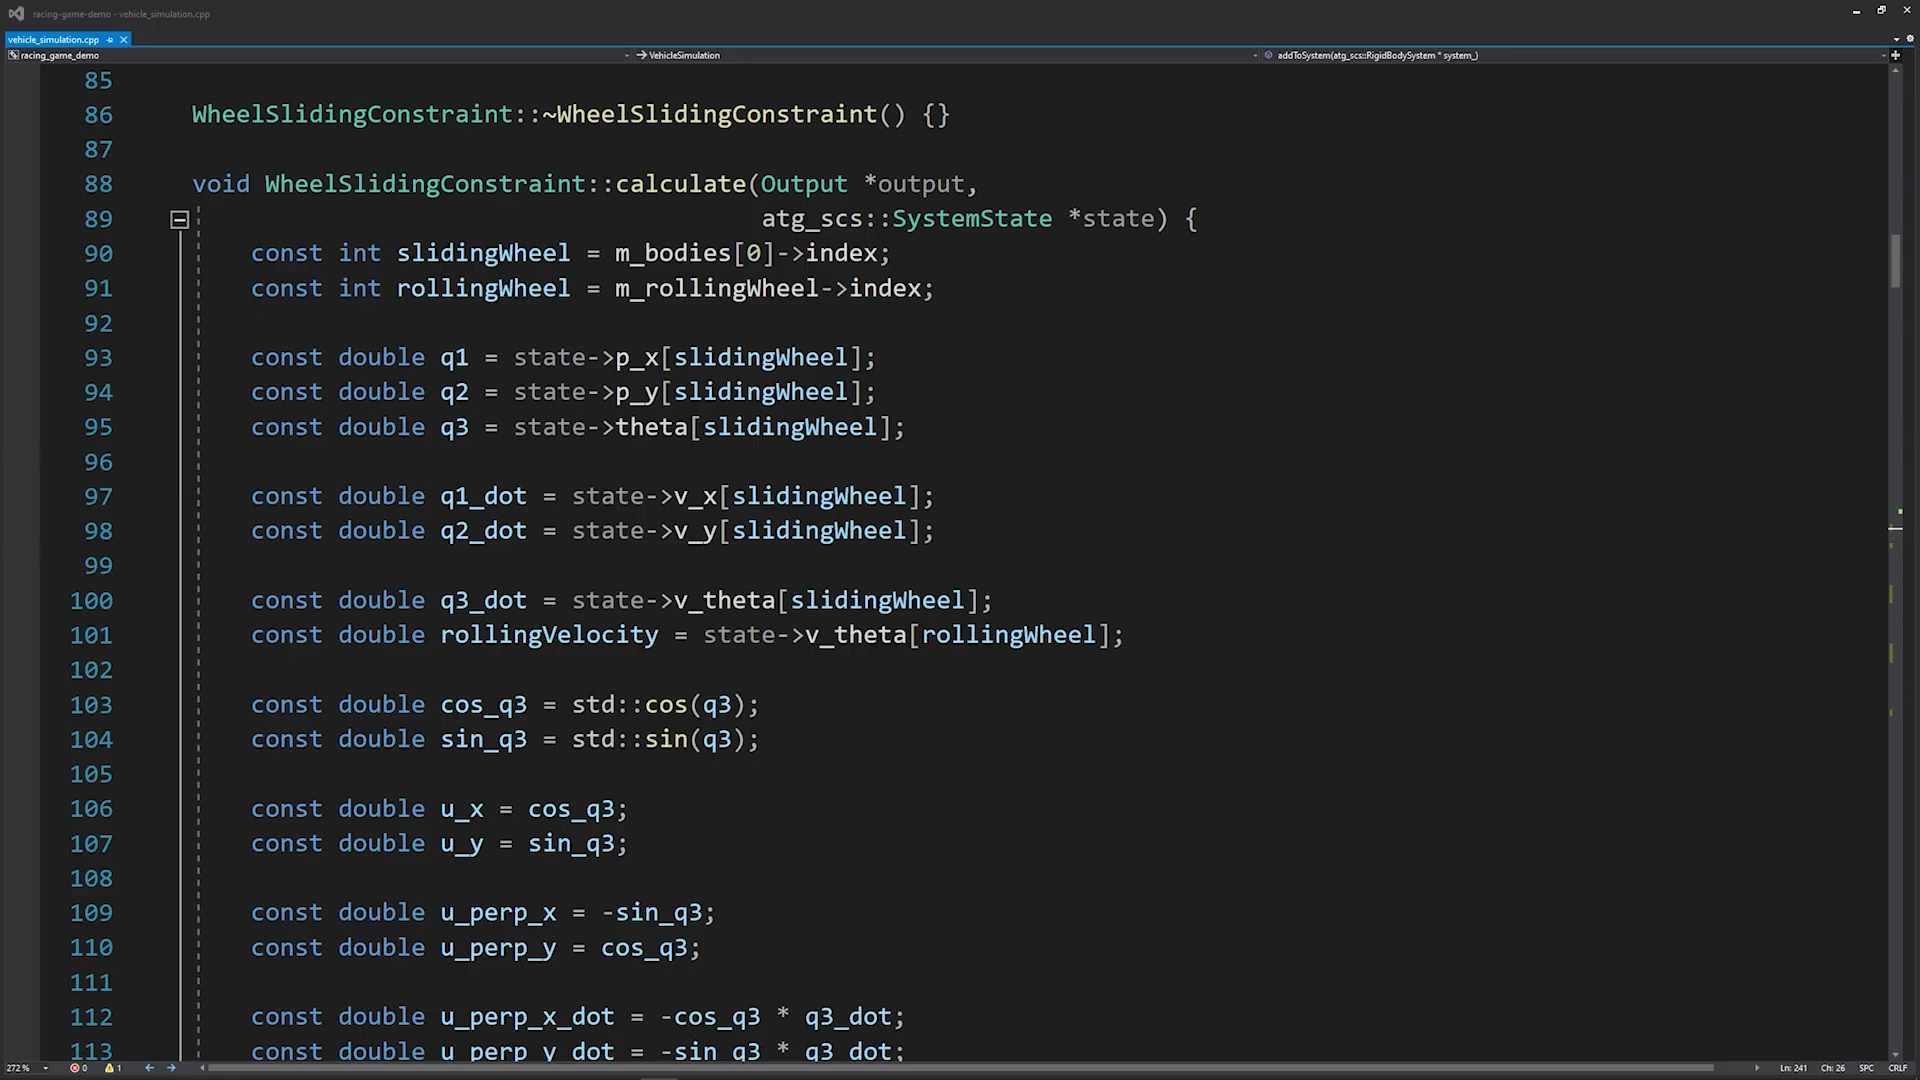 racing-game-demo - vehicle_simulation.cpp
vehicle_simulation.cpp
racing_game_demo
VehicleSimulation
addToSystem(atg_scs::RigidBodySystem * system_)
85
86 WheelSlidingConstraint::~WheelSlidingConstraint() {}
87
88 void WheelSlidingConstraint::calculate(Output *output,
89 atg_scs::SystemState *state) {
90 const int slidingWheel = m_bodies[0]->index;
91 const int rollingWheel = m_rollingWheel->index;
92
93 const double q1 = state->p_x[slidingWheel];
94 const double q2 = state->p_y[slidingWheel];
95 const double q3 = state->theta[slidingWheel];
96
97 const double q1_dot = state->v_x[slidingWheel];
98 const double q2_dot = state->v_y[slidingWheel];
99
100 const double q3_dot = state->v_theta[slidingWheel];
101 const double rollingVelocity = state->v_theta[rollingWheel];
102
103 const double cos_q3 = std::cos(q3);
104 const double sin_q3 = std::sin(q3);
105
106 const double u_x = cos_q3;
107 const double u_y = sin_q3;
108
109 const double u_perp_x = -sin_q3;
110 const double u_perp_y = cos_q3;
111
112 const double u_perp_x_dot = -cos_q3 * q3_dot;
113 const double u_perp_y_dot = -sin_q3 * q3_dot;
272 % 0 1 Ln: 241 Ch: 26 SPC CRLF